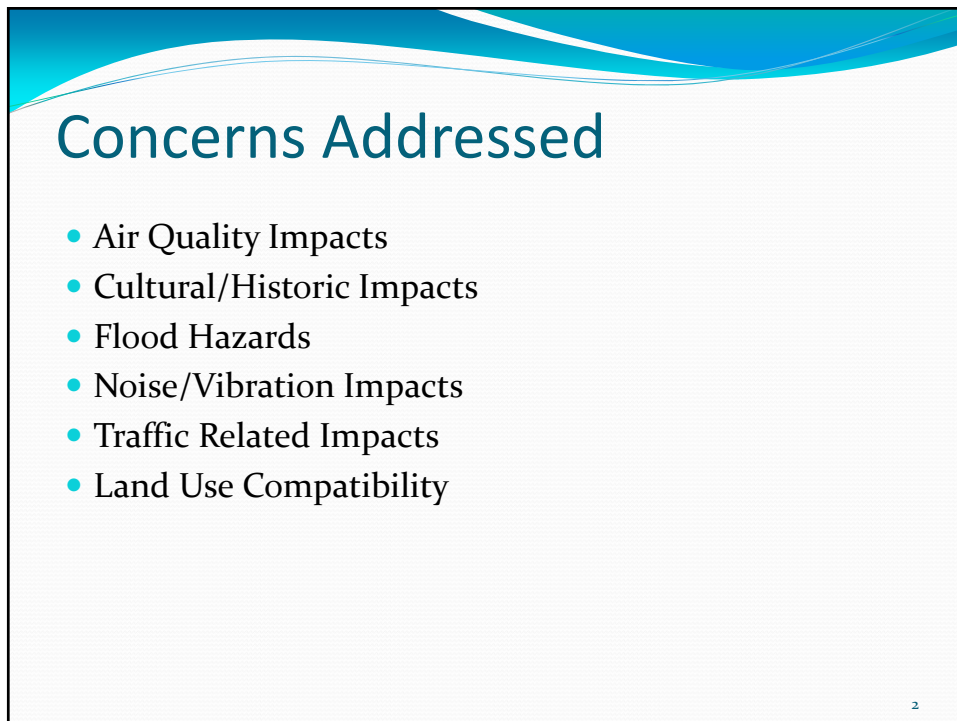 Concerns Addressed
• Air Quality Impacts
• Cultural/Historic Impacts
• Flood Hazards
• Noise/Vibration Impacts
• Traffic Related Impacts
• Land Use Compatibility
2